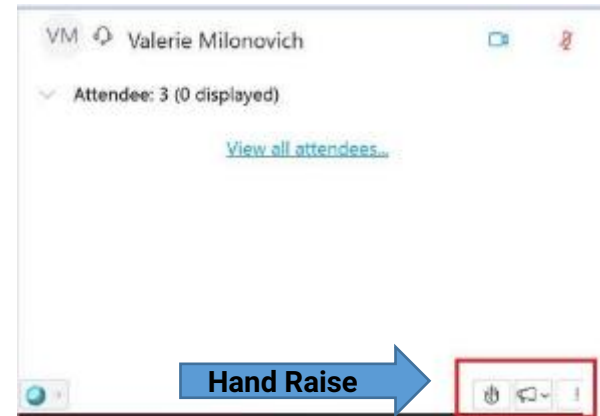 VM Valerie Milonovich
Attendee: 3 (0 displayed)
View all attendees...
Hand Raise